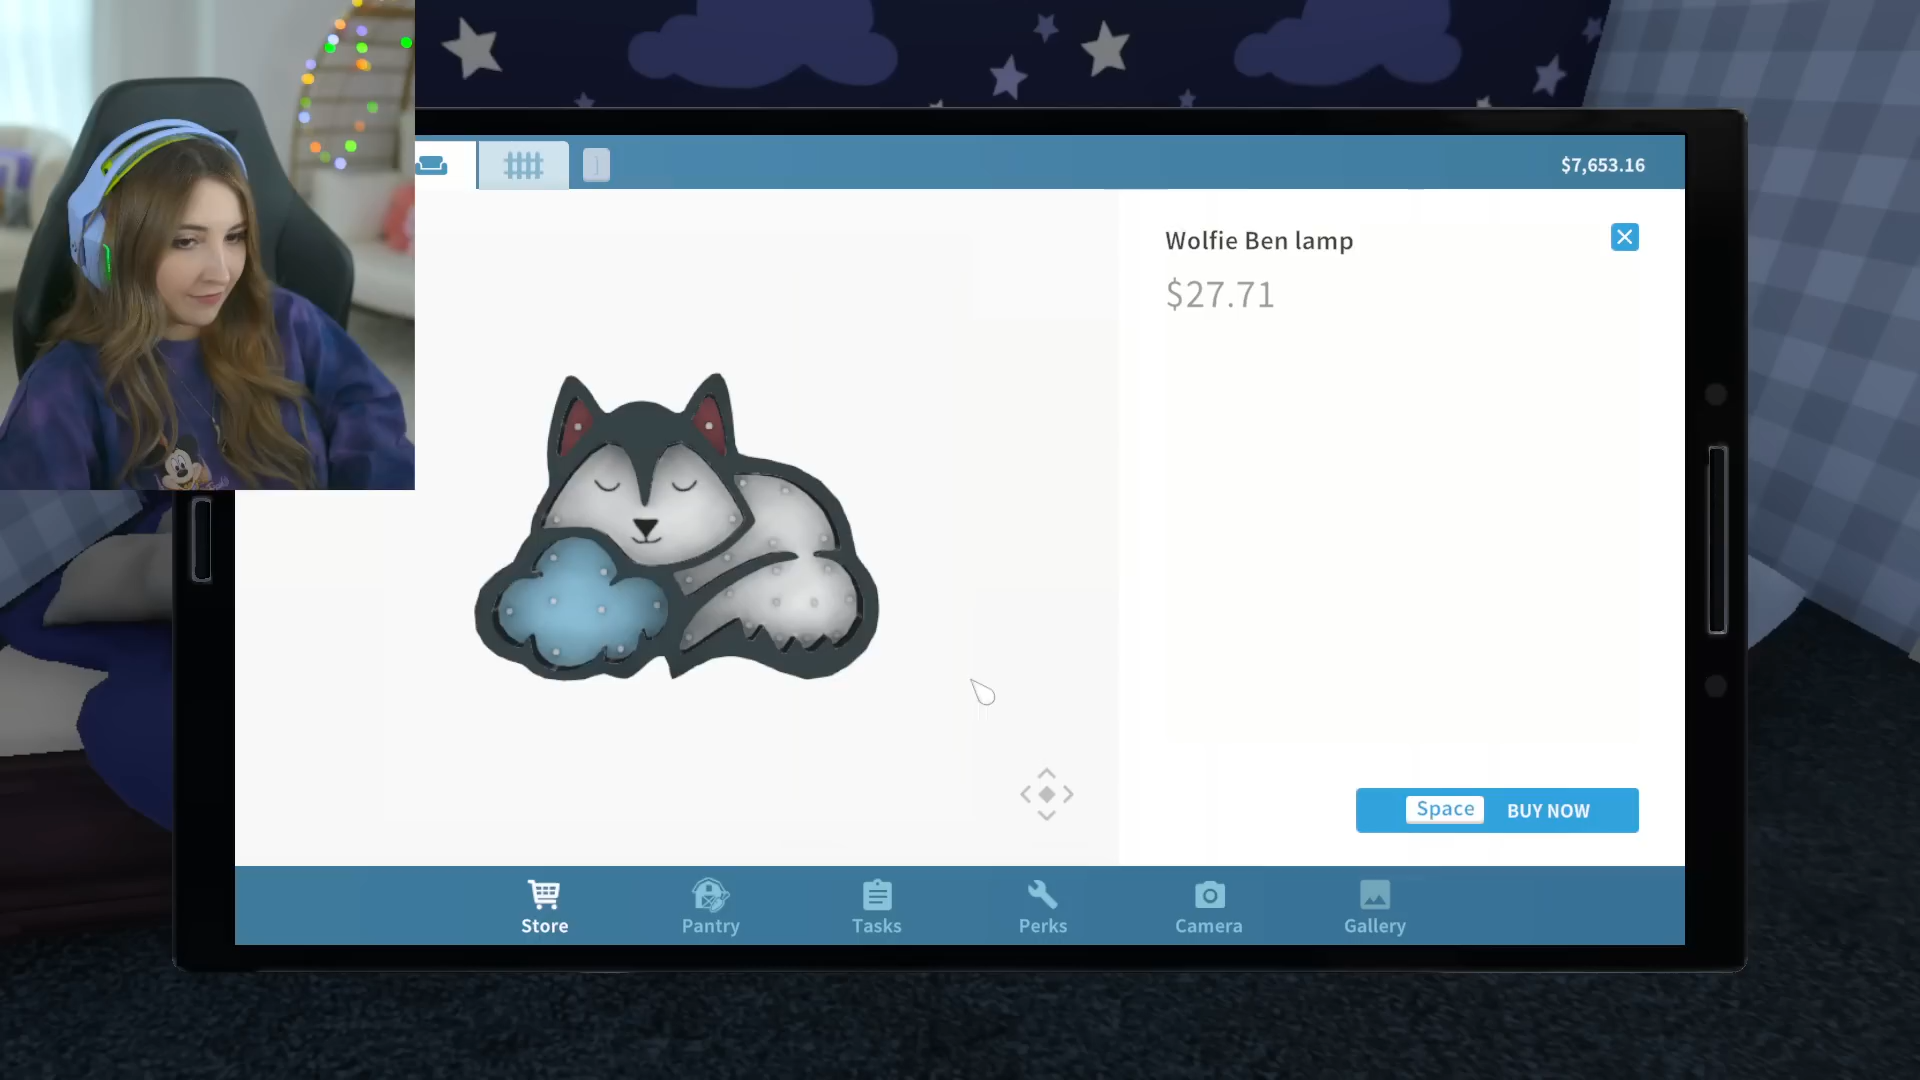 ]
$7,653.16
Wolfie Ben lamp
$27.71
Space BUY NOW
Store Pantry Tasks Perks Camera Gallery